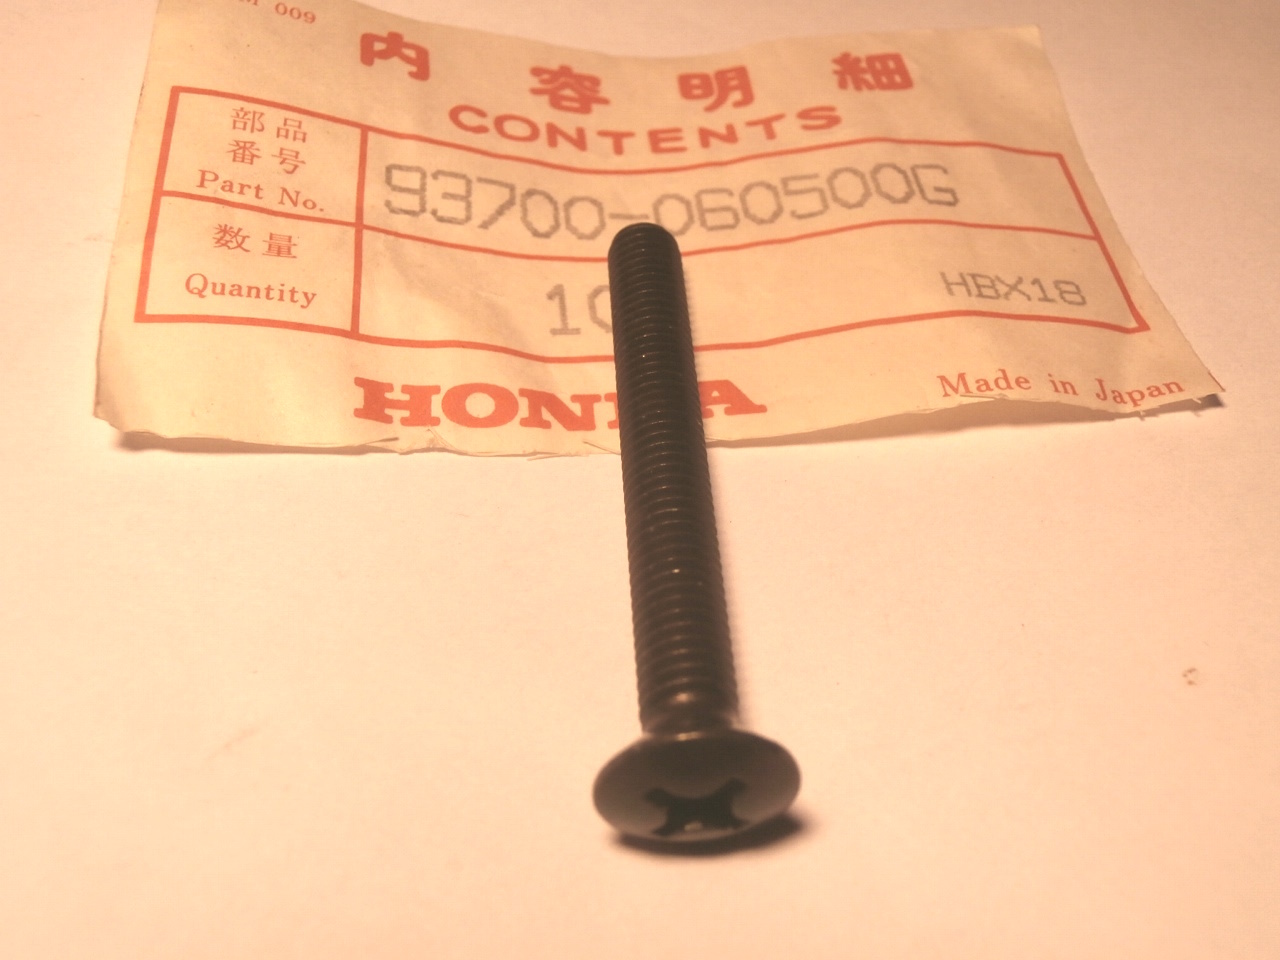 009
内容明細
CONTENTS
部品
番号
Part No.
93700-060500G
数量
Quantity
HBX18
Made in Japan